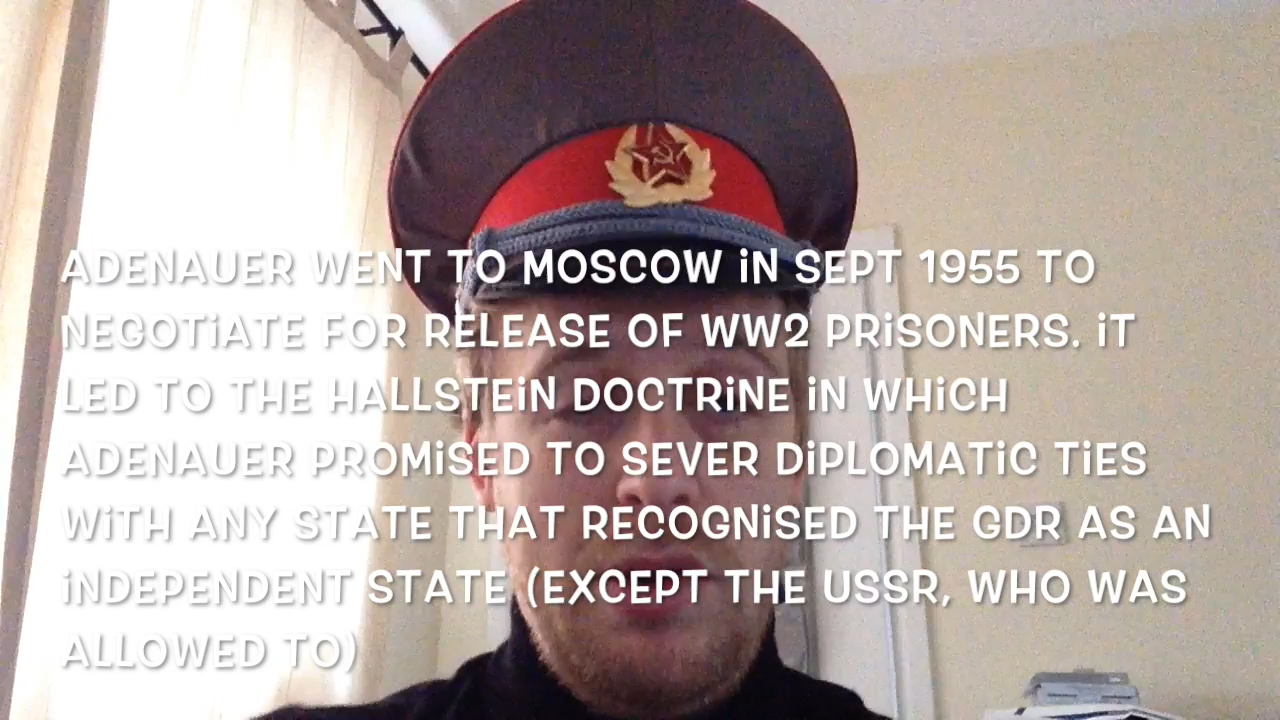 ADENAUER WENT TO MOSCOW iN SEPT 1955 TO
NEGOTiATE FOR RELEASE OF WW2 PRiSONERS. iT
LED TO THE HALLSTEiN DOCTRiNE iN WHiCH
ADENAUER PROMiSED TO SEVER DiPLOMATiC TiES
WiTH ANY STATE THAT RECOGNiSED THE GDR AS AN
iNDEPENDENT STATE (EXCEPT THE USSR, WHO WAS
ALLOWED TO)